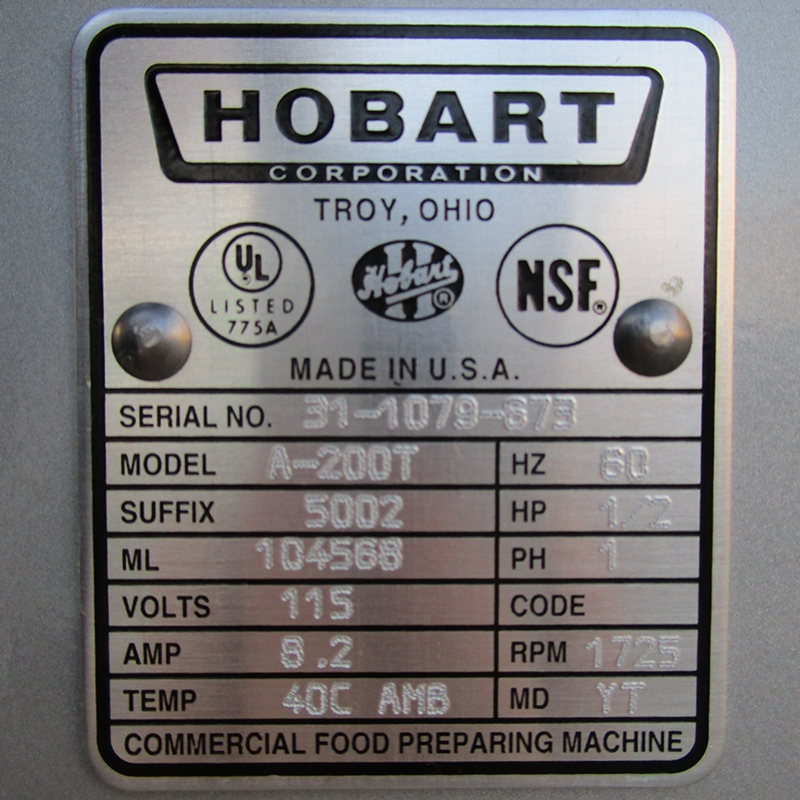 HOBART
CORPORATION
TROY, OHIO
UL
LISTED
775A
Hobart
H
®
NSF®
MADE IN U.S.A.
SERIAL NO. 31-1079-673
MODEL A-200T HZ 60
SUFFIX 5002 HP 1/2
ML 104568 PH 1
VOLTS 115 CODE
AMP 8.2 RPM 1725
TEMP 40C AMB MD YT
COMMERCIAL FOOD PREPARING MACHINE